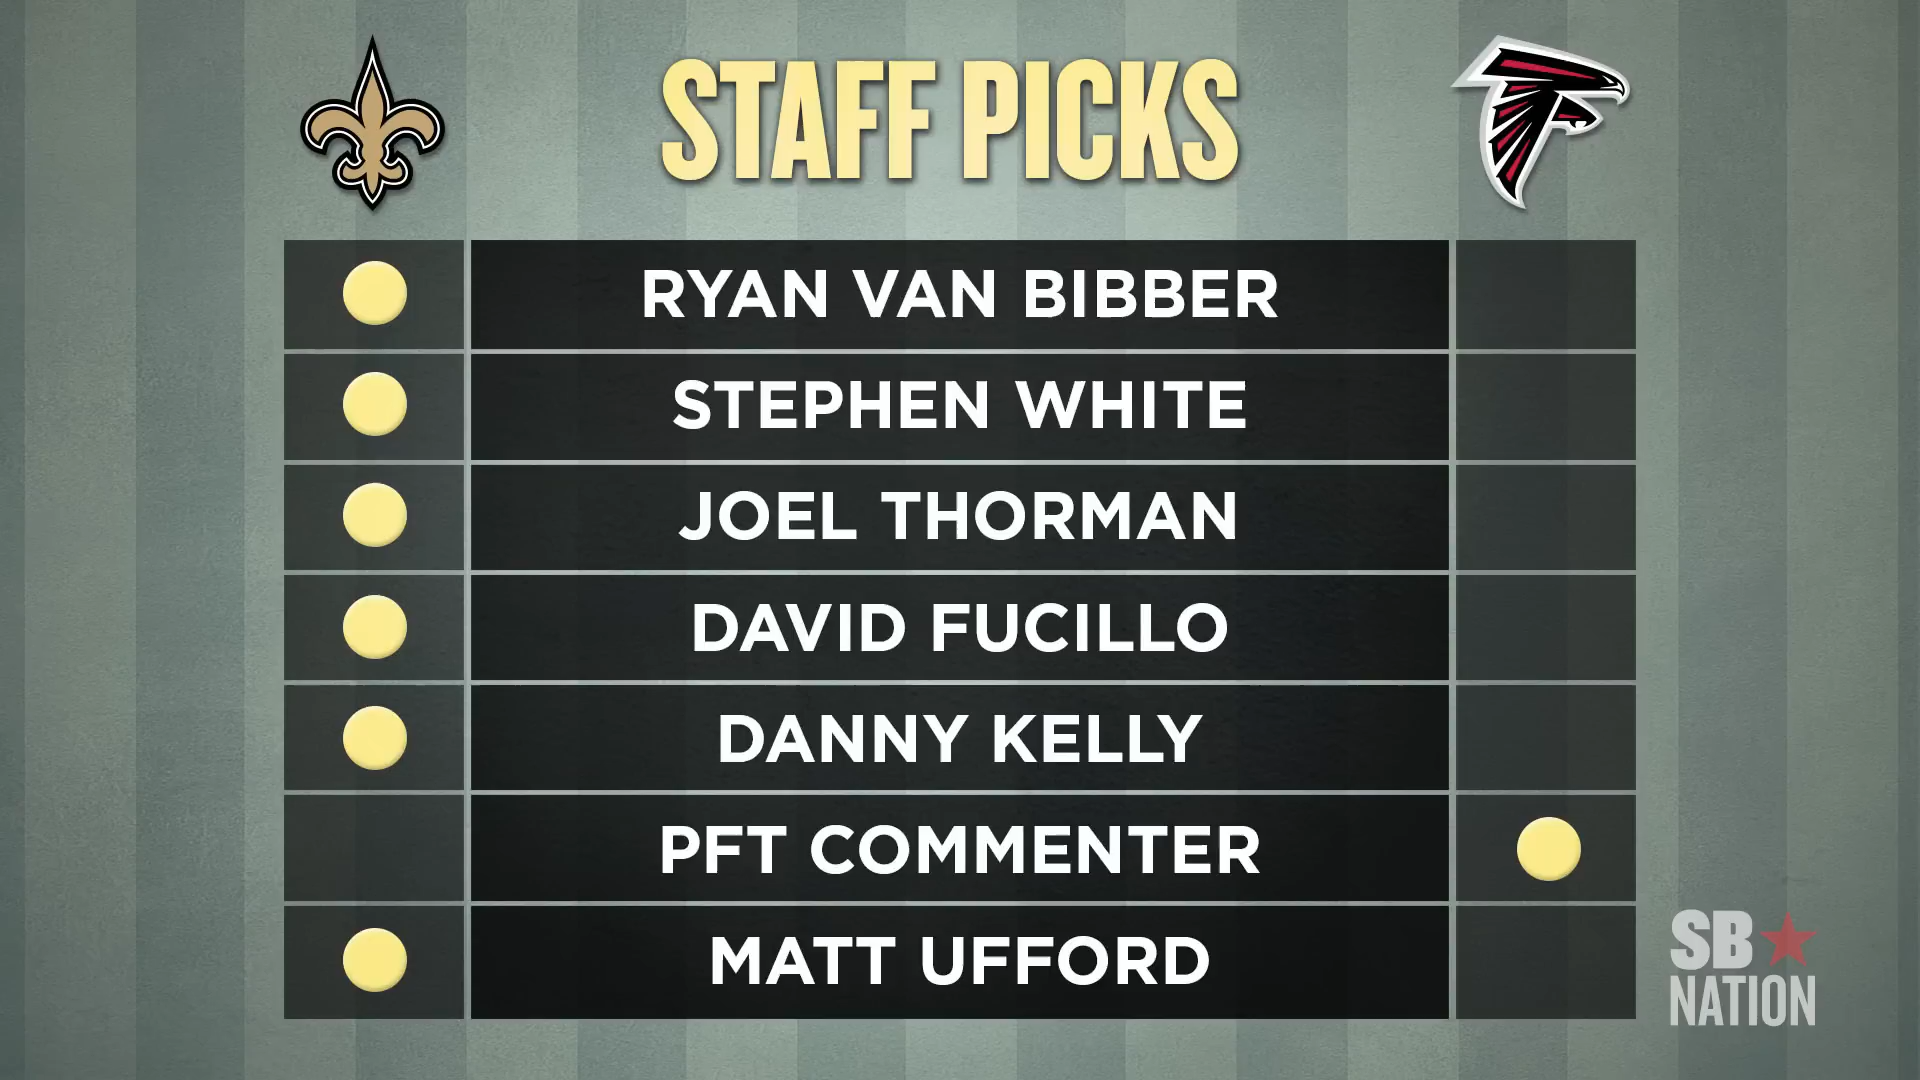 STAFF PICKS
RYAN VAN BIBBER
STEPHEN WHITE
JOEL THORMAN
DAVID FUCILLO
DANNY KELLY
PFT COMMENTER
MATT UFFORD
SB
NATION